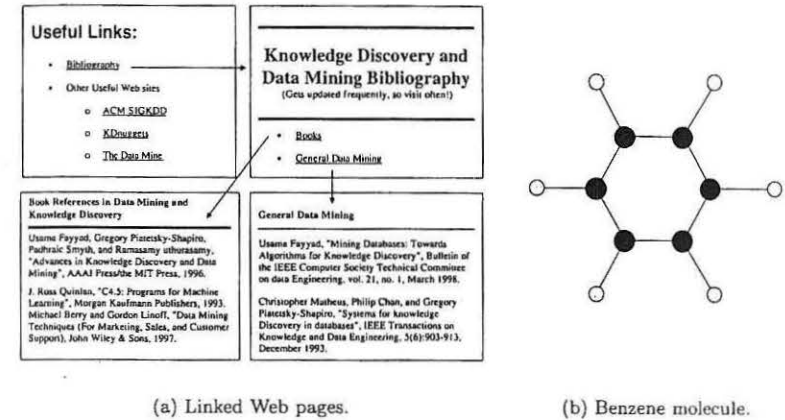 Useful Links:
Bibliography
Other Useful Web sites
ACM SIGKDD
KDnuggets
The Data Mine
Knowledge Discovery and
Data Mining Bibliography
(Gets updated frequently, so visit often!)
Books
General Data Mining
Book References in Data Mining and
Knowledge Discovery
Usama Fayyad, Gregory Piatetsky-Shapiro,
Padhraic Smyth, and Ramasamy uthurasamy,
"Advances in Knowledge Discovery and Data
Mining", AAAI Press/the MIT Press, 1996.
J. Ross Quinlan, "C4.5: Programs for Machine
Learning", Morgan Kaufmann Publishers, 1993.
Michael Berry and Gordon Linoff, "Data Mining
Techniques (For Marketing, Sales, and Customer
Support), John Wiley & Sons, 1997.
General Data Mining
Usama Fayyad, "Mining Databases: Towards
Algorithms for Knowledge Discovery", Bulletin of
the IEEE Computer Society Technical Committee
on data Engineering, vol. 21, no. 1, March 1998.
Christopher Matheus, Philip Chan, and Gregory
Piatetsky-Shapiro, "Systems for knowledge
Discovery in databases", IEEE Transactions on
Knowledge and Data Engineering, 5(6):903-913,
December 1993.
(a) Linked Web pages.
(b) Benzene molecule.